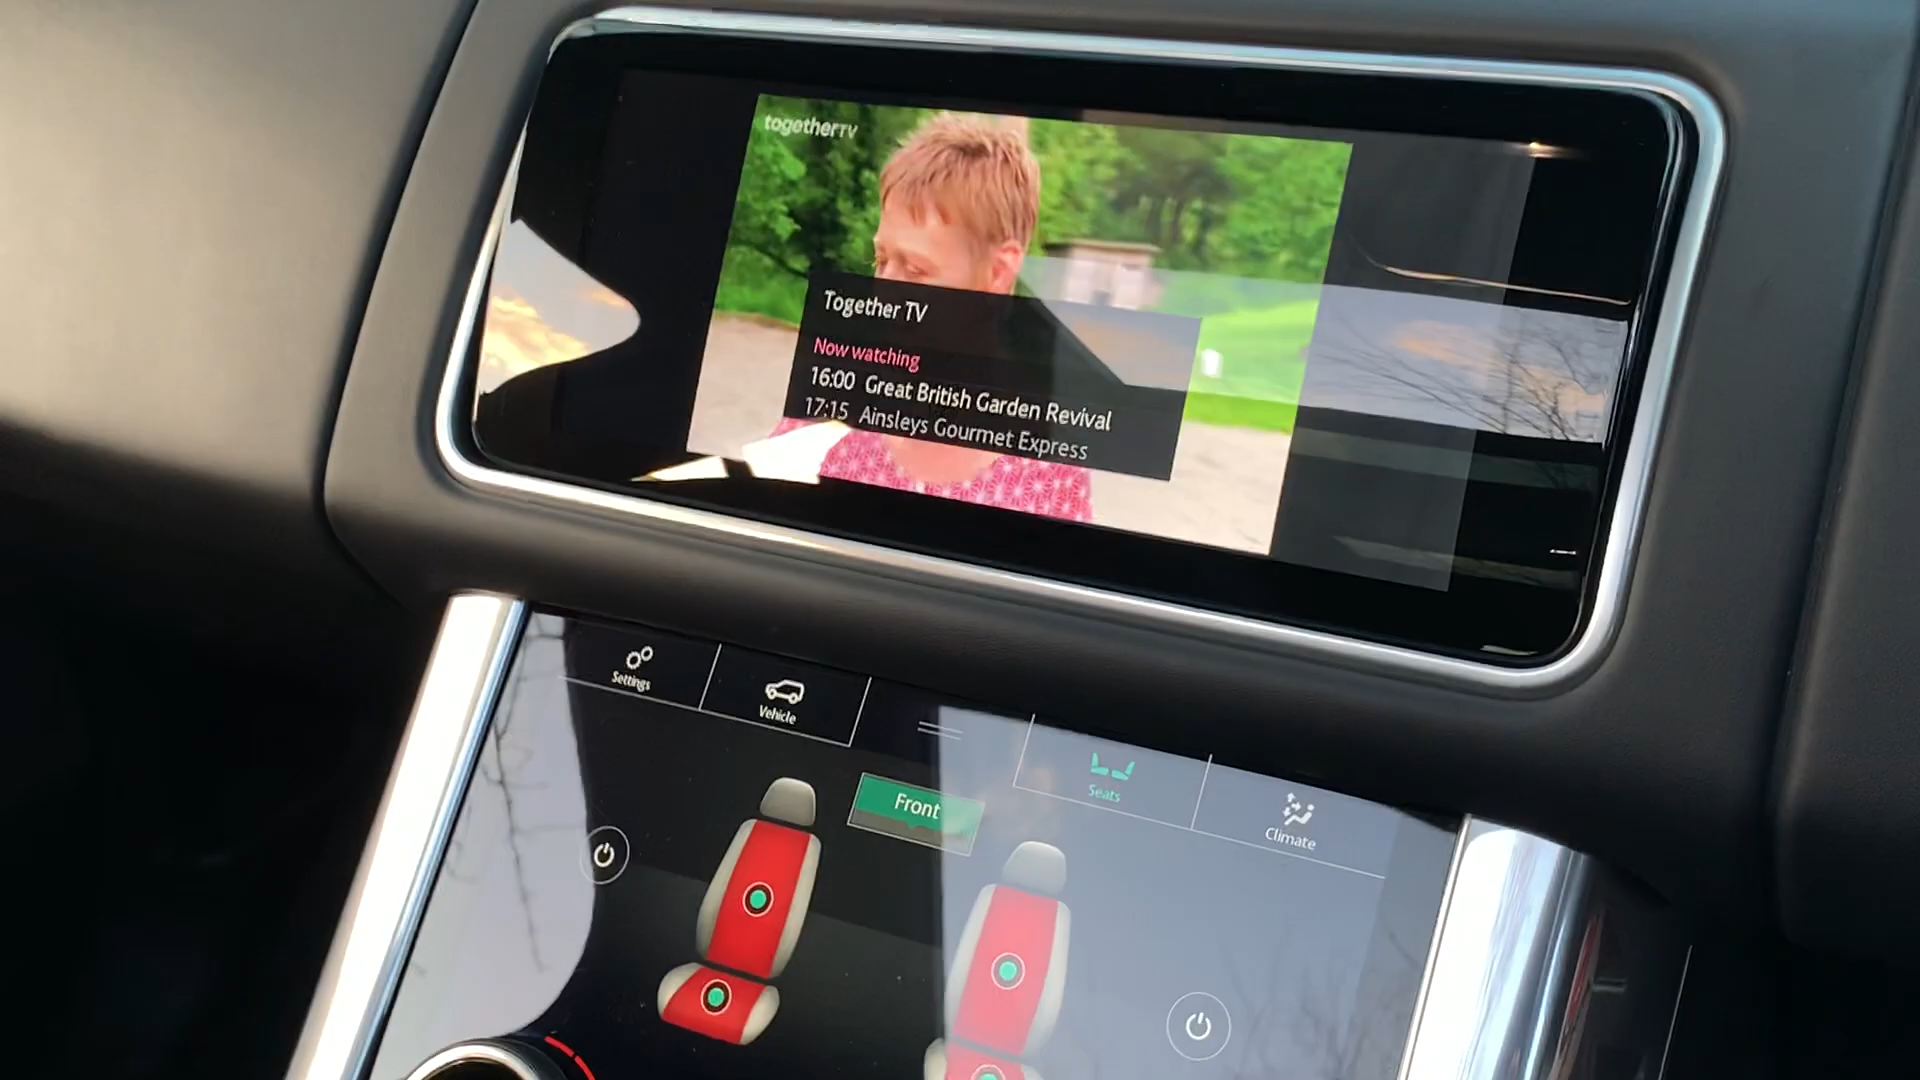 togetherTV
Together TV
Now watching
16:00 Great British Garden Revival
17:15 Ainsleys Gourmet Express
Settings
Vehicle
Seats
Climate
Front